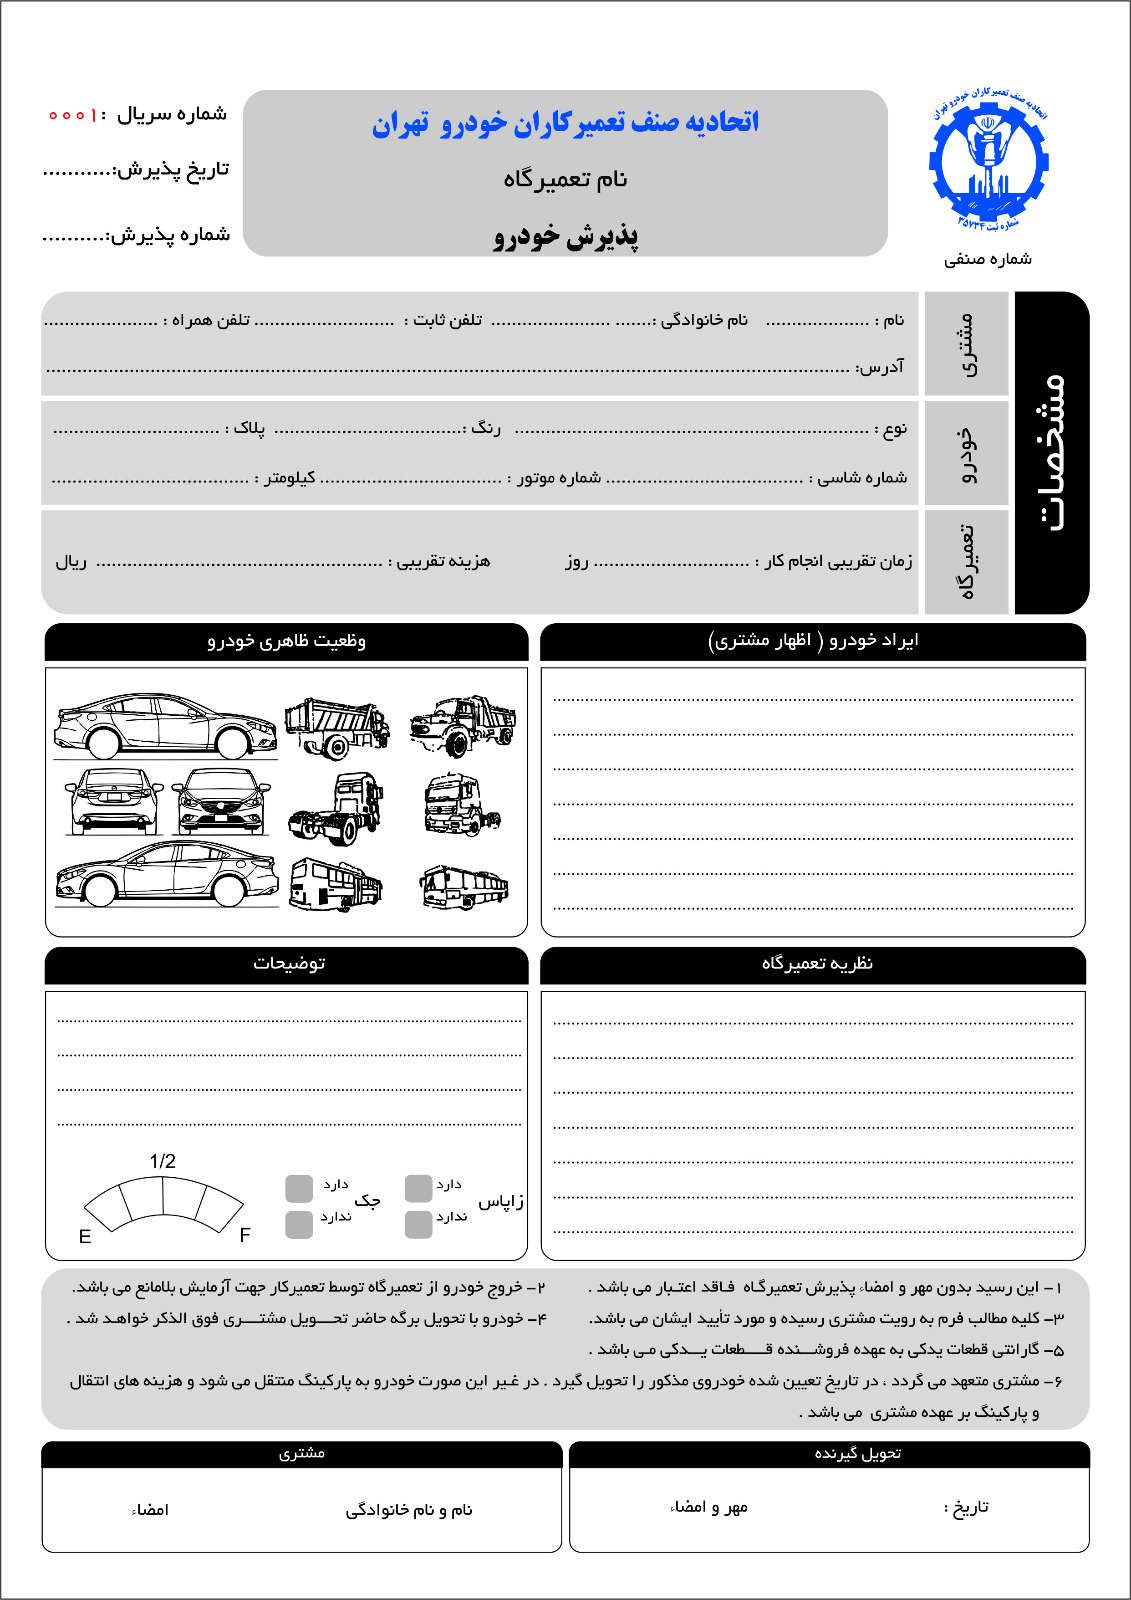 اتحادیه صنف تعمیرکاران خودرو تهران
شماره ثبت ۳۵۷۳۴
شماره صنفی
اتحادیه صنف تعمیرکاران خودرو تهران
نام تعمیرگاه
پذیرش خودرو
شماره سریال : ۰۰۰۱
تاریخ پذیرش:...........
شماره پذیرش:..........
مشخصات
مشتری
نام : .................... نام خانوادگی :....... ....................... تلفن ثابت : ........................... تلفن همراه : ......................
آدرس: ..........................................................................................................................................................
خودرو
نوع : .................................................................... رنگ :.................................... پلاک : ................................
شماره شاسی : ...................................... شماره موتور : ................................... کیلومتر : ......................................
تعمیرگاه
زمان تقریبی انجام کار : .............................. روز هزینه تقریبی : ....................................................... ریال
ایراد خودرو ( اظهار مشتری)
وظعیت ظاهری خودرو
نظریه تعمیرگاه
توضیحات
زاپاس دارد ندارد
جک دارد ندارد
1/2
E F
۱- این رسید بدون مهر و امضاء پذیرش تعمیرگاه فاقد اعتبار می باشد .
۲- خروج خودرو از تعمیرگاه توسط تعمیرکار جهت آزمایش بلامانع می باشد.
۳- کلیه مطالب فرم به رویت مشتری رسیده و مورد تأیید ایشان می باشد.
۴- خودرو با تحویل برگه حاضر تحویل مشتری فوق الذکر خواهد شد .
۵- گارانتی قطعات یدکی به عهده فروشنده قطعات یدکی می باشد .
۶- مشتری متعهد می گردد ، در تاریخ تعیین شده خودروی مذکور را تحویل گیرد . در غیر این صورت خودرو به پارکینگ منتقل می شود و هزینه های انتقال
و پارکینگ بر عهده مشتری می باشد .
تحویل گیرنده
تاریخ : مهر و امضاء
مشتری
نام و نام خانوادگی امضاء